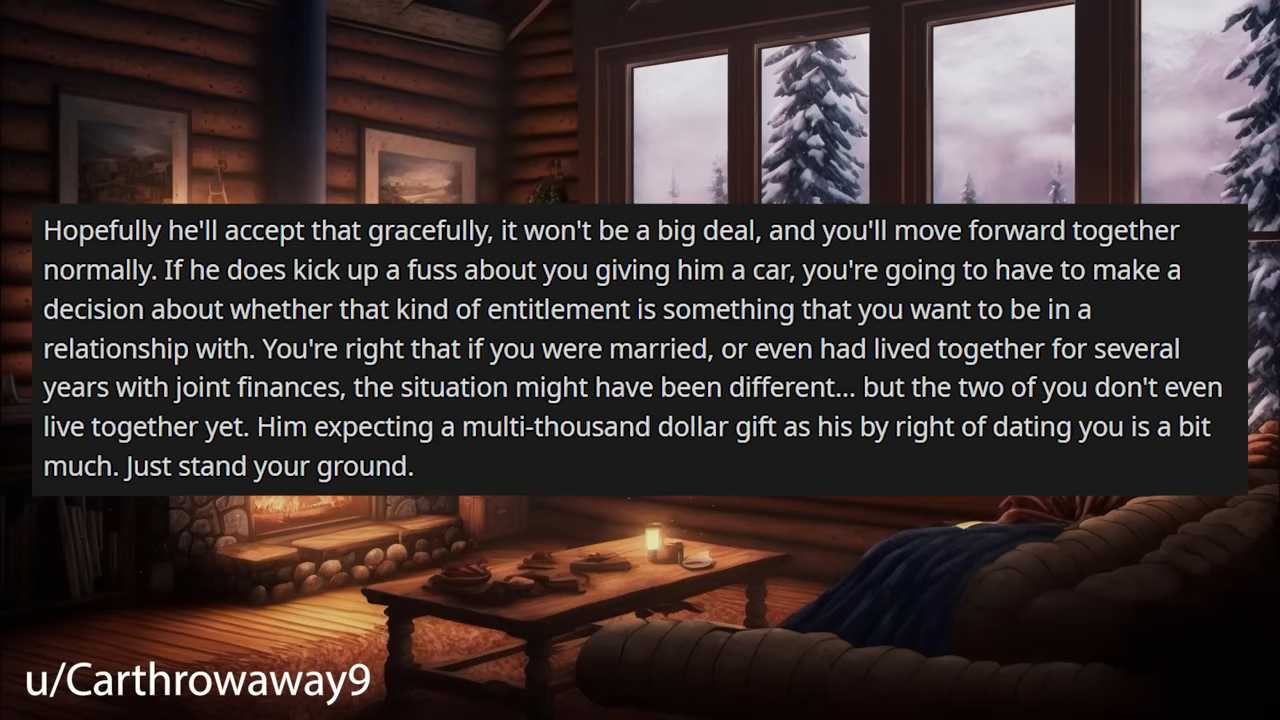 Hopefully he'll accept that gracefully, it won't be a big deal, and you'll move forward together
normally. If he does kick up a fuss about you giving him a car, you're going to have to make a
decision about whether that kind of entitlement is something that you want to be in a
relationship with. You're right that if you were married, or even had lived together for several
years with joint finances, the situation might have been different... but the two of you don't even
live together yet. Him expecting a multi-thousand dollar gift as his by right of dating you is a bit
much. Just stand your ground.
u/Carthrowaway9